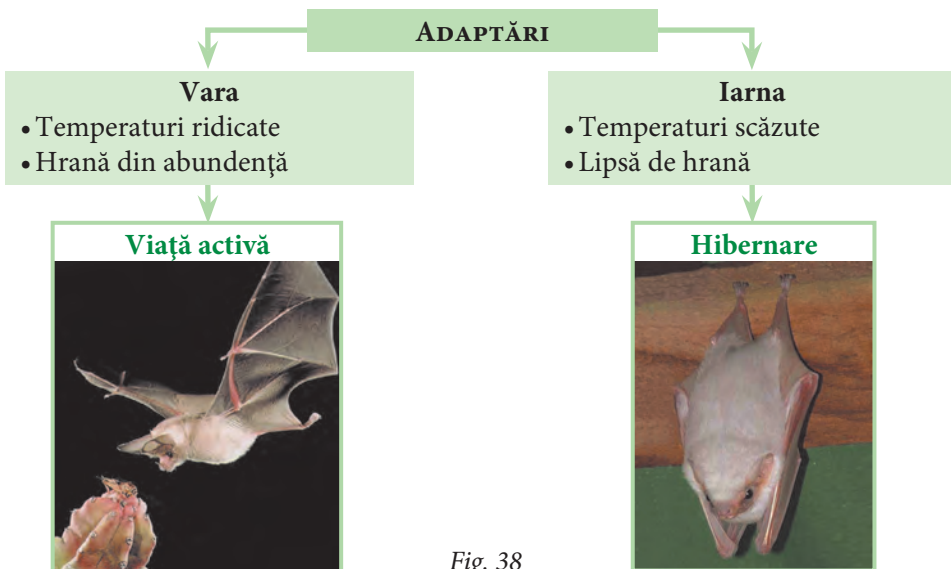 ADAPTĂRI
Vara
• Temperaturi ridicate
• Hrană din abundenţă
Iarna
• Temperaturi scăzute
• Lipsă de hrană
Viaţă activă
Hibernare
Fig. 38